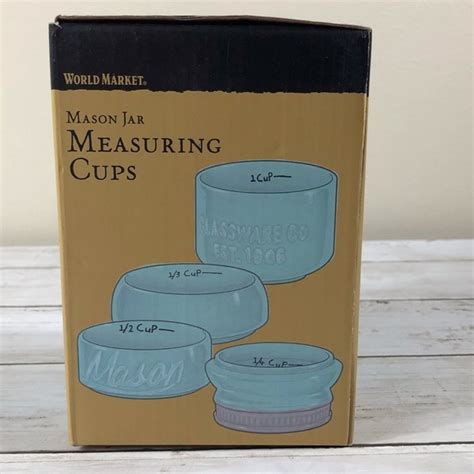 WORLD MARKET®
MASON JAR
MEASURING
CUPS
1 CUP
GLASSWARE CO
EST. 1906
1/3 CUP
1/2 CUP
Mason
1/4 CUP